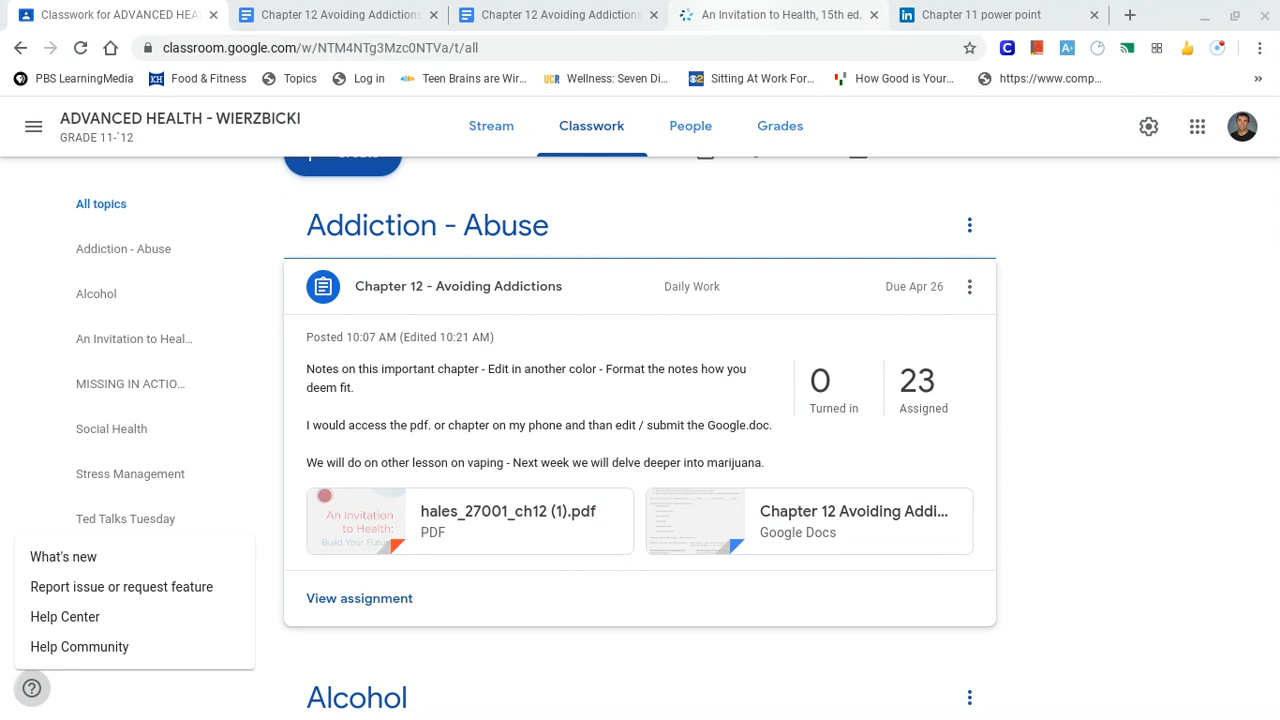 Classwork for ADVANCED HEA
Chapter 12 Avoiding Addictions
Chapter 12 Avoiding Addictions
An Invitation to Health, 15th ed.
Chapter 11 power point
classroom.google.com/w/NTM4NTg3Mzc0NTVa/t/all
PBS LearningMedia
Food & Fitness
Topics
Log in
Teen Brains are Wir...
UCR Wellness: Seven Di...
Sitting At Work For...
How Good is Your...
https://www.comp...
ADVANCED HEALTH - WIERZBICKI
GRADE 11-`12
Stream
Classwork
People
Grades
All topics
Addiction - Abuse
Alcohol
An Invitation to Heal...
MISSING IN ACTIO...
Social Health
Stress Management
Ted Talks Tuesday
What's new
Report issue or request feature
Help Center
Help Community
Addiction - Abuse
Chapter 12 - Avoiding Addictions
Daily Work
Due Apr 26
Posted 10:07 AM (Edited 10:21 AM)
Notes on this important chapter - Edit in another color - Format the notes how you
deem fit.
I would access the pdf. or chapter on my phone and than edit / submit the Google.doc.
We will do on other lesson on vaping - Next week we will delve deeper into marijuana.
0
Turned in
23
Assigned
An Invitation
to Health:
Build Your Futur
hales_27001_ch12 (1).pdf
PDF
Chapter 12 Avoiding Addi...
Google Docs
View assignment
Alcohol